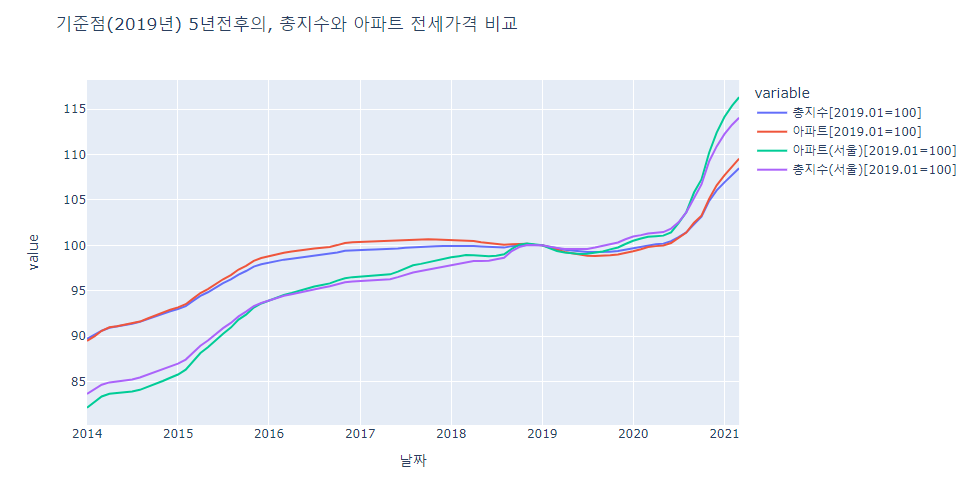 기준점(2019년) 5년전후의, 총지수와 아파트 전세가격 비교
variable
총지수[2019.01=100]
아파트[2019.01=100]
아파트(서울)[2019.01=100]
총지수(서울)[2019.01=100]
value
115
110
105
100
95
90
85
2014 2015 2016 2017 2018 2019 2020 2021
날짜